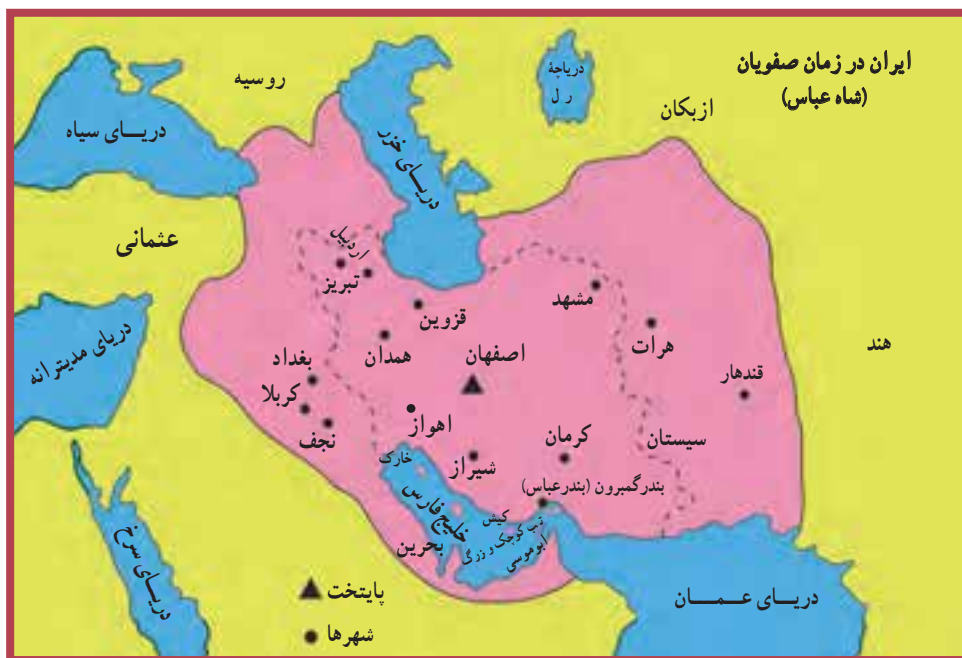 ایران در زمان صفویان
(شاه عباس)
دریاچهٔ
ر ل
روسیه
ازبکان
دریای سیاه
دریای خزر
عثمانی
اردبیل
تبریز
مشهد
قزوین
دریای مدیترانه
همدان
اصفهان
هرات
هند
بغداد
قندهار
کربلا
اهواز
نجف
کرمان
سیستان
شیراز
خارک
بندرگمبرون (بندرعباس)
خلیج فارس
کیش
تنب کوچک و زرگ
ابوموسی
بحرین
دریای سرخ
دریای عمان
پایتخت
شهرها